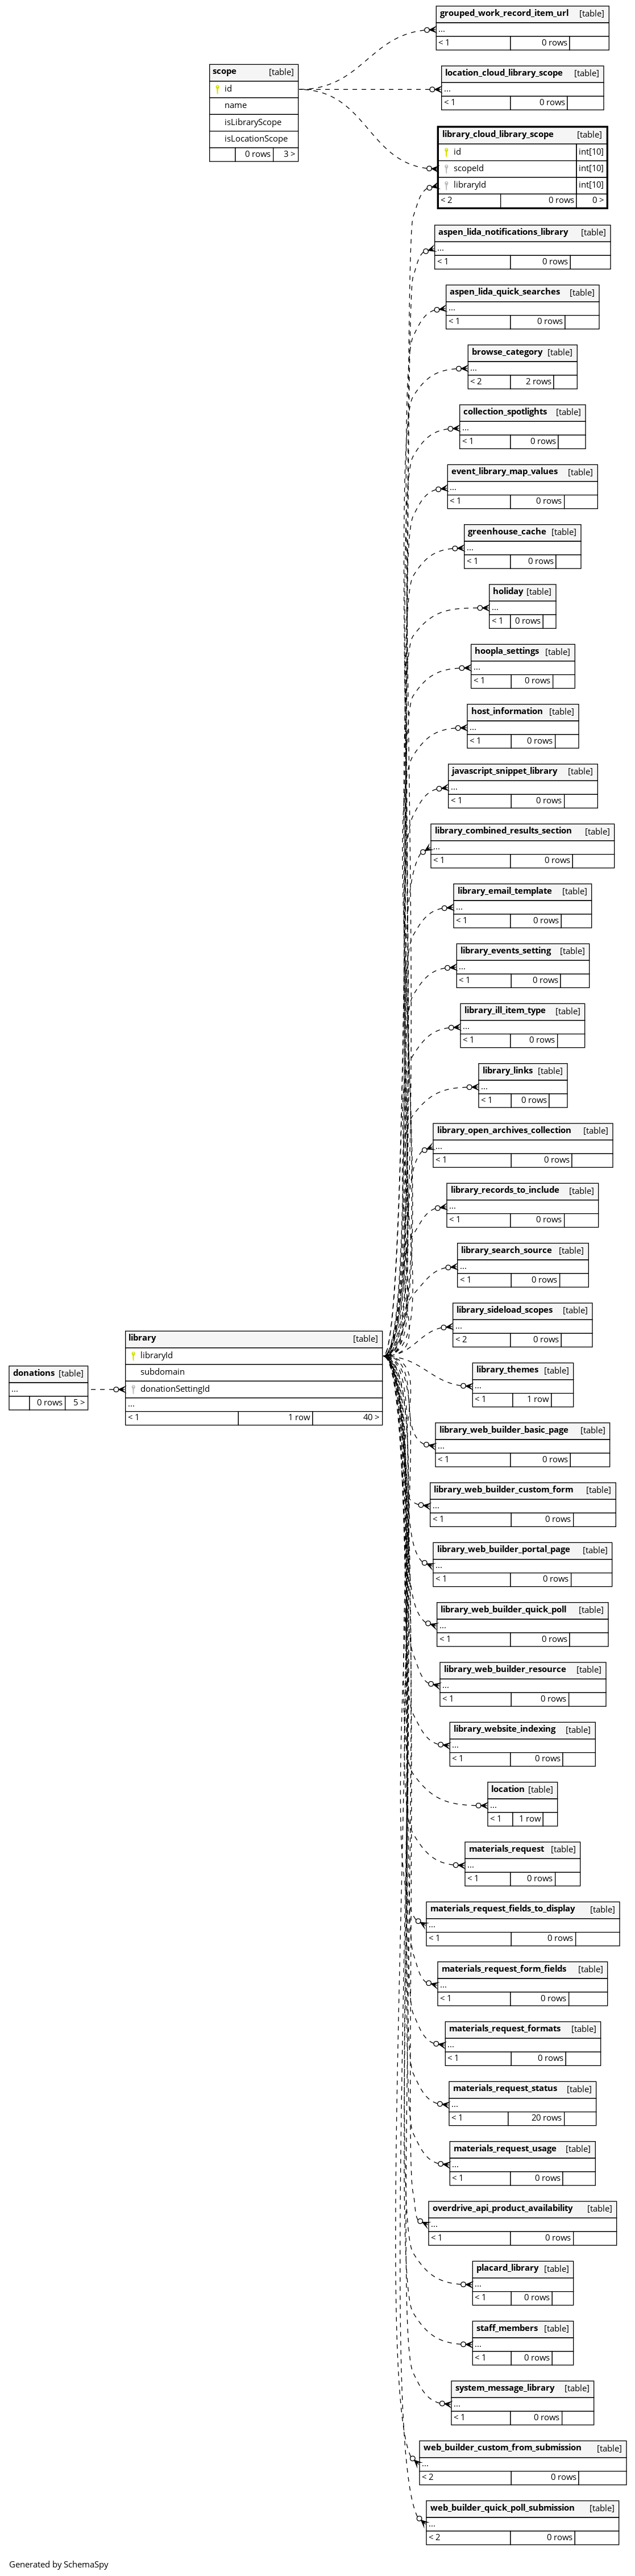 grouped_work_record_item_url [table]
...
< 1 0 rows
scope [table]
id
name
isLibraryScope
isLocationScope
0 rows 3 >
location_cloud_library_scope [table]
...
< 1 0 rows
library_cloud_library_scope [table]
id int[10]
scopeId int[10]
libraryId int[10]
< 2 0 rows 0 >
aspen_lida_notifications_library [table]
...
< 1 0 rows
aspen_lida_quick_searches [table]
...
< 1 0 rows
browse_category [table]
...
< 2 2 rows
collection_spotlights [table]
...
< 1 0 rows
event_library_map_values [table]
...
< 1 0 rows
greenhouse_cache [table]
...
< 1 0 rows
holiday [table]
...
< 1 0 rows
hoopla_settings [table]
...
< 1 0 rows
host_information [table]
...
< 1 0 rows
javascript_snippet_library [table]
...
< 1 0 rows
library_combined_results_section [table]
...
< 1 0 rows
library_email_template [table]
...
< 1 0 rows
library_events_setting [table]
...
< 1 0 rows
library_ill_item_type [table]
...
< 1 0 rows
library_links [table]
...
< 1 0 rows
library_open_archives_collection [table]
...
< 1 0 rows
library_records_to_include [table]
...
< 1 0 rows
library_search_source [table]
...
< 1 0 rows
library_sideload_scopes [table]
...
< 2 0 rows
donations [table]
...
0 rows 5 >
library [table]
libraryId
subdomain
donationSettingId
...
< 1 1 row 40 >
library_themes [table]
...
< 1 1 row
library_web_builder_basic_page [table]
...
< 1 0 rows
library_web_builder_custom_form [table]
...
< 1 0 rows
library_web_builder_portal_page [table]
...
< 1 0 rows
library_web_builder_quick_poll [table]
...
< 1 0 rows
library_web_builder_resource [table]
...
< 1 0 rows
library_website_indexing [table]
...
< 1 0 rows
location [table]
...
< 1 1 row
materials_request [table]
...
< 1 0 rows
materials_request_fields_to_display [table]
...
< 1 0 rows
materials_request_form_fields [table]
...
< 1 0 rows
materials_request_formats [table]
...
< 1 0 rows
materials_request_status [table]
...
< 1 20 rows
materials_request_usage [table]
...
< 1 0 rows
overdrive_api_product_availability [table]
...
< 1 0 rows
placard_library [table]
...
< 1 0 rows
staff_members [table]
...
< 1 0 rows
system_message_library [table]
...
< 1 0 rows
web_builder_custom_from_submission [table]
...
< 2 0 rows
web_builder_quick_poll_submission [table]
...
< 2 0 rows
Generated by SchemaSpy